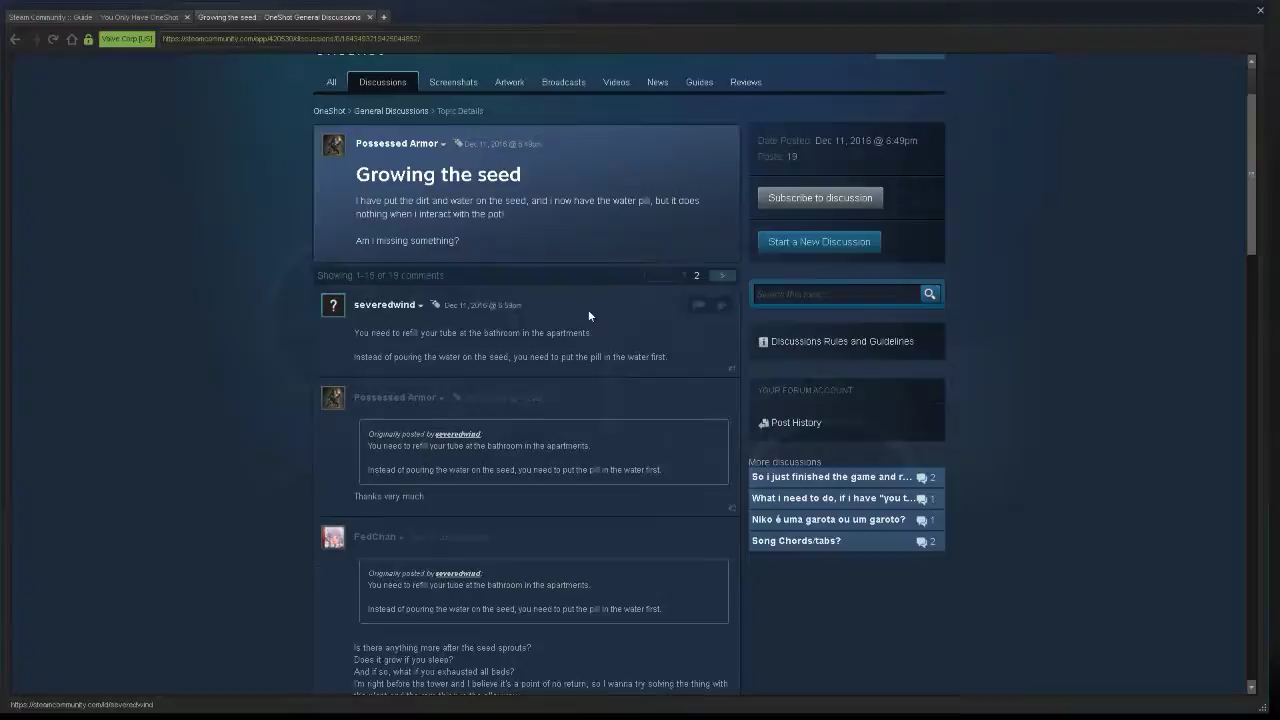 Steam Community :: Guide :: You Only Have OneShot
Growing the seed :: OneShot General Discussions
Valve Corp [US]
All
Discussions
Screenshots
Artwork
Broadcasts
Videos
News
Guides
Reviews
OneShot > General Discussions > Topic Details
Possessed Armor
Dec 11, 2016 @ 6:49pm
Growing the seed
I have put the dirt and water on the seed, and i now have the water pill, but it does
nothing when i interact with the pot!
Am i missing something?
Date Posted: Dec 11, 2016 @ 6:49pm
Posts: 19
Subscribe to discussion
Start a New Discussion
Showing 1-15 of 19 comments
1 2 >
?
severedwind
Dec 11, 2016 @ 6:59pm
You need to refill your tube at the bathroom in the apartments.
Instead of pouring the water on the seed, you need to put the pill in the water first.
#1
Search this topic...
Discussions Rules and Guidelines
YOUR FORUM ACCOUNT
Post History
More discussions
So i just finished the game and r... 2
What i need to do, if i have "you t... 1
Niko é uma garota ou um garoto? 1
Song Chords/tabs? 2
Possessed Armor
Originally posted by severedwind:
You need to refill your tube at the bathroom in the apartments.
Instead of pouring the water on the seed, you need to put the pill in the water first.
Thanks very much
#2
FedChan
Originally posted by severedwind:
You need to refill your tube at the bathroom in the apartments.
Instead of pouring the water on the seed, you need to put the pill in the water first.
Is there anything more after the seed sprouts?
Does it grow if you sleep?
And if so, what if you exhausted all beds?
I'm right before the tower and I believe it's a point of no return, so I wanna try solving the thing with
https://steamcommunity.com/id/severedwind